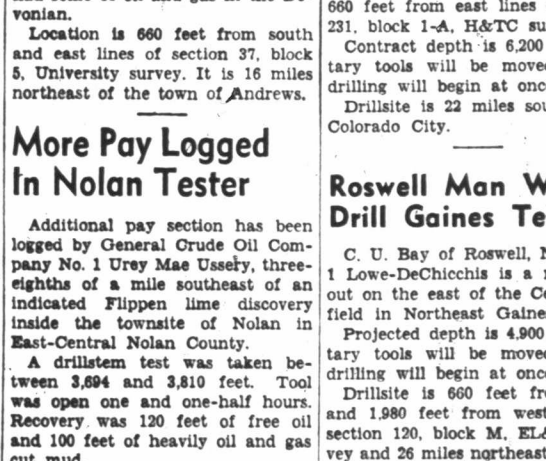 vonian.
Location is 660 feet from south
and east lines of section 37, block
5, University survey. It is 16 miles
northeast of the town of Andrews.
More Pay Logged
In Nolan Tester
Additional pay section has been
logged by General Crude Oil Com-
pany No. 1 Urey Mae Ussery, three-
eighths of a mile southeast of an
indicated Flippen lime discovery
inside the townsite of Nolan in
East-Central Nolan County.
A drillstem test was taken be-
tween 3,694 and 3,810 feet. Tool
was open one and one-half hours.
Recovery was 120 feet of free oil
and 100 feet of heavily oil and gas
cut mud
660 feet from east lines
231, block 1-A, H&TC su
Contract depth is 6,200
tary tools will be move
drilling will begin at onc
Drillsite is 22 miles sou
Colorado City.
Roswell Man W
Drill Gaines Te
C. U. Bay of Roswell, N
1 Lowe-DeChicchis is a
out on the east of the Ce
field in Northeast Gaine
Projected depth is 4,900
tary tools will be move
drilling will begin at onc
Drillsite is 660 feet fr
and 1,980 feet from west
section 120, block M, EL&
vey and 26 miles northeast